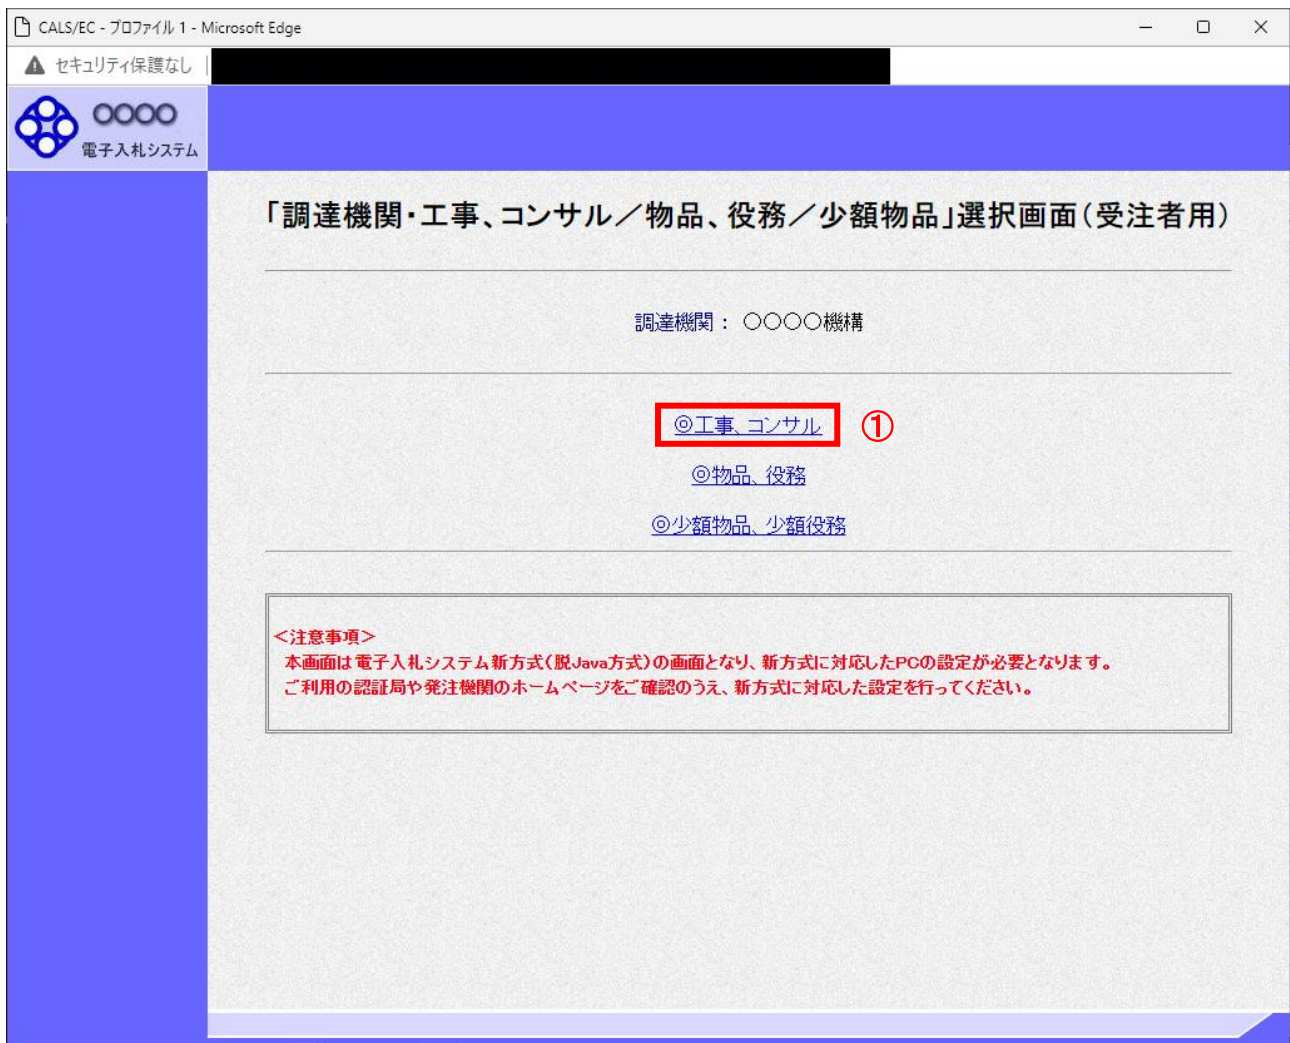 CALS/EC - プロファイル 1 - Microsoft Edge
セキュリティ保護なし
○○○○
電子入札システム
「調達機関・工事、コンサル／物品、役務／少額物品」選択画面（受注者用）
調達機関： ○○○○機構
◎工事、コンサル ①
◎物品、役務
◎少額物品、少額役務
＜注意事項＞
本画面は電子入札システム新方式（脱Java方式）の画面となり、新方式に対応したPCの設定が必要となります。
ご利用の認証局や発注機関のホームページをご確認のうえ、新方式に対応した設定を行ってください。